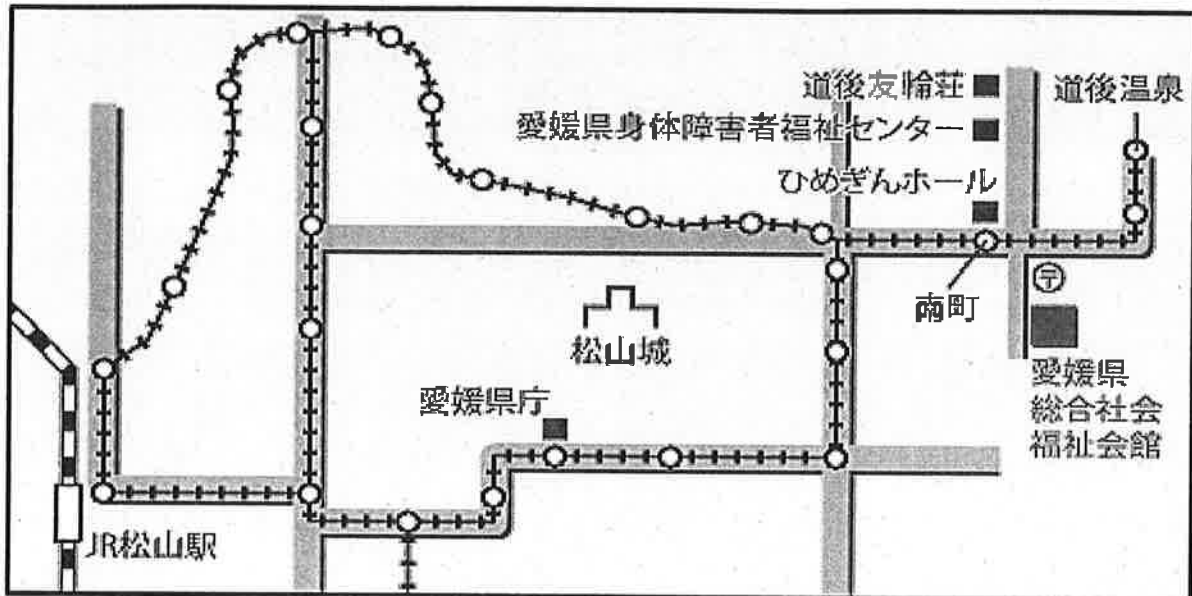 道後友輪荘
道後温泉
愛媛県身体障害者福祉センター
ひめぎんホール
南町
〒
松山城
愛媛県庁
愛媛県
総合社会
福祉会館
JR松山駅